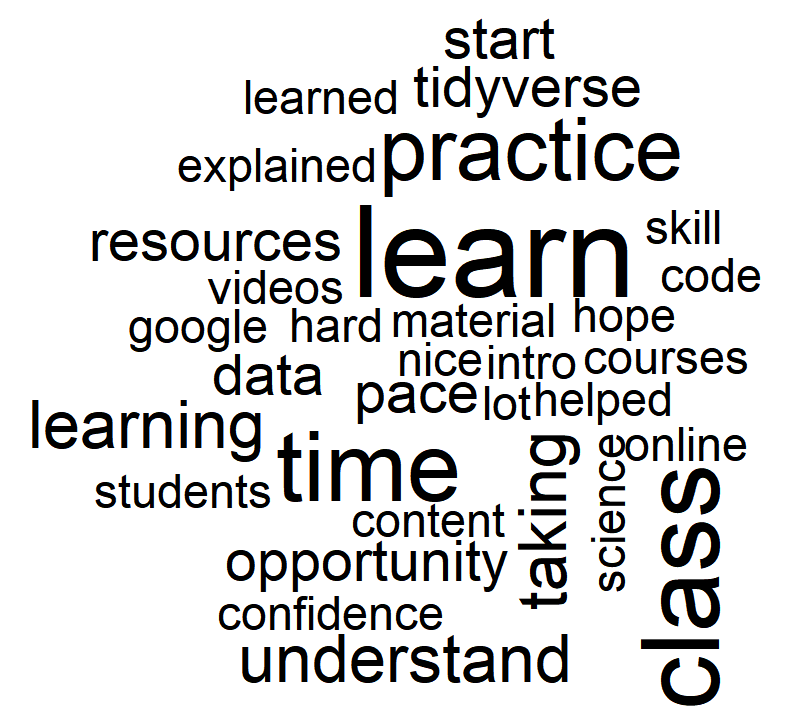 start
learned tidyverse
explained practice
resources learn skill
videos code
google hard material hope
data nice intro courses
learning pace lot helped
students time taking science online
content class
opportunity
confidence
understand